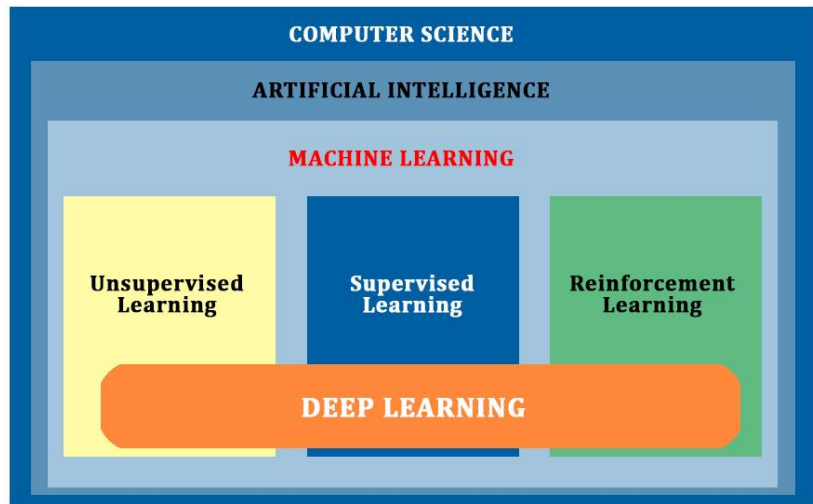 COMPUTER SCIENCE
ARTIFICIAL INTELLIGENCE
MACHINE LEARNING
Unsupervised
Learning
Supervised
Learning
Reinforcement
Learning
DEEP LEARNING